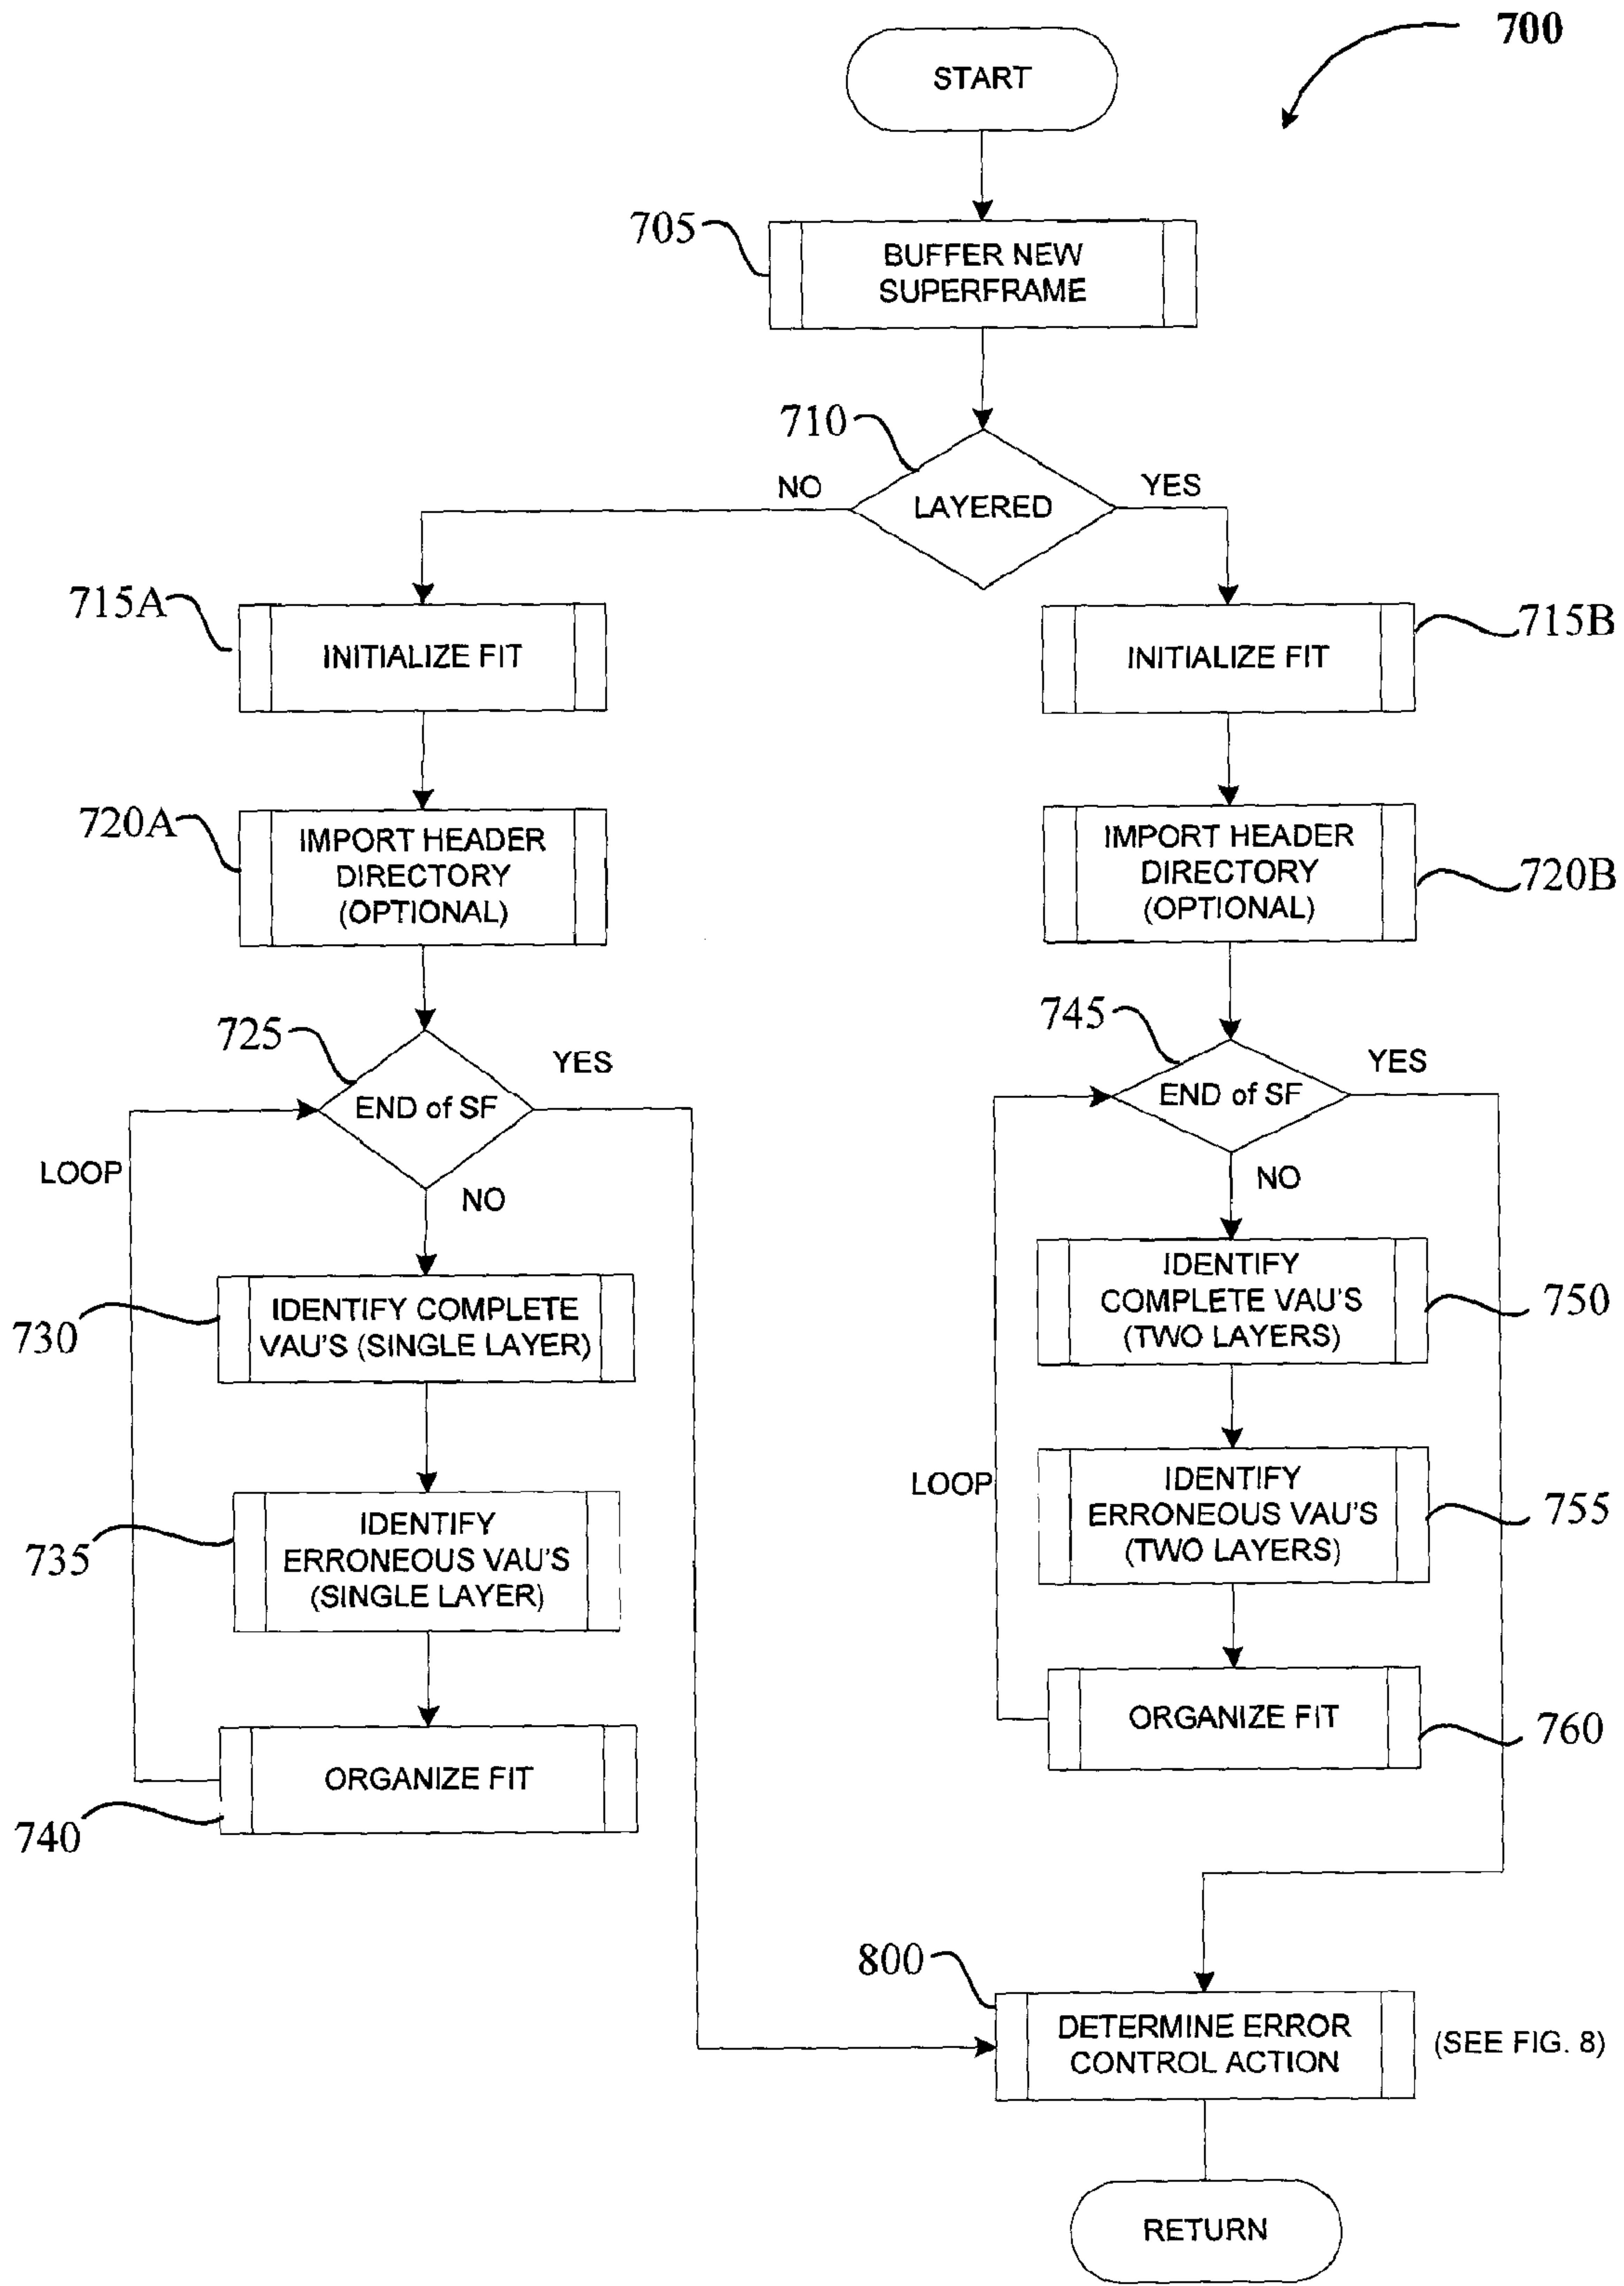 700
START
705
BUFFER NEW
SUPERFRAME
710
NO
LAYERED
YES
715A
INITIALIZE FIT
715B
INITIALIZE FIT
720A
IMPORT HEADER
DIRECTORY
(OPTIONAL)
IMPORT HEADER
DIRECTORY
(OPTIONAL)
720B
725
END of SF
YES
745
END of SF
YES
LOOP
NO
NO
730
IDENTIFY COMPLETE
VAU'S (SINGLE LAYER)
IDENTIFY
COMPLETE VAU'S
(TWO LAYERS)
750
735
IDENTIFY
ERRONEOUS VAU'S
(SINGLE LAYER)
LOOP
IDENTIFY
ERRONEOUS VAU'S
(TWO LAYERS)
755
740
ORGANIZE FIT
ORGANIZE FIT
760
800
DETERMINE ERROR
CONTROL ACTION
(SEE FIG. 8)
RETURN